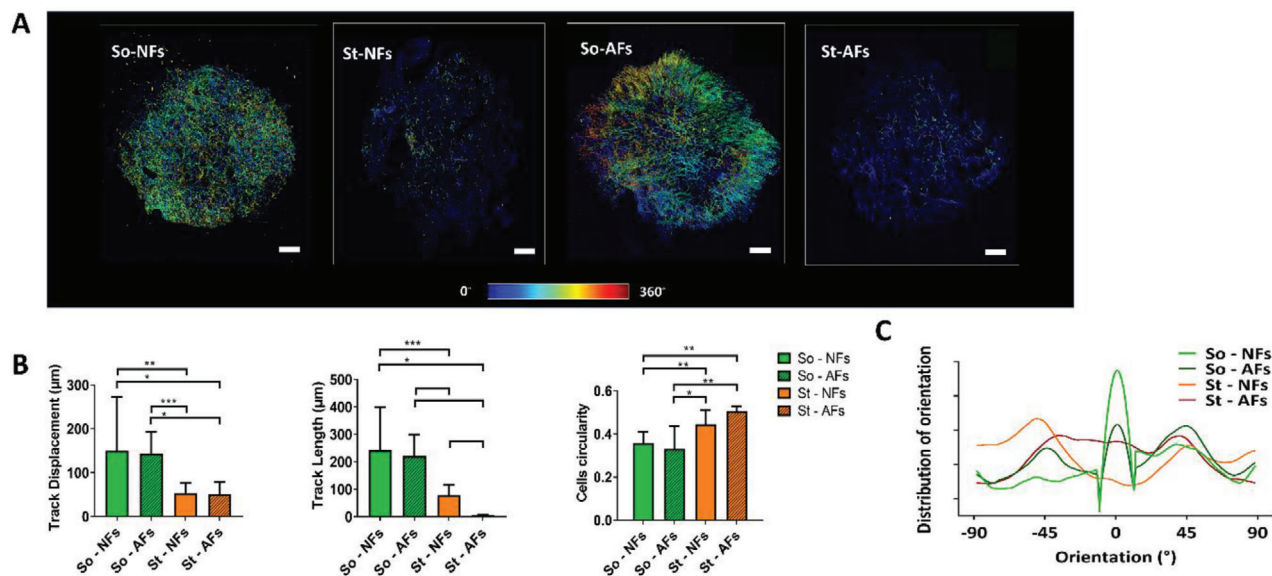 A
So-NFs
St-NFs
So-AFs
St-AFs
0°
360°
B
Track Displacement (µm)
300
200
100
0
**
*
***
*
So - NFs
So - AFs
St - NFs
St - AFs
Track Length (µm)
500
400
300
200
100
0
***
*
So - NFs
So - AFs
St - NFs
St - AFs
Cells circularity
0.6
0.4
0.2
0.0
**
**
**
*
So - NFs
So - AFs
St - NFs
St - AFs
So - NFs
So - AFs
St - NFs
St - AFs
C
So - NFs
So - AFs
St - NFs
St - AFs
Distribution of orientation
-90
-45
0
45
90
Orientation (°)